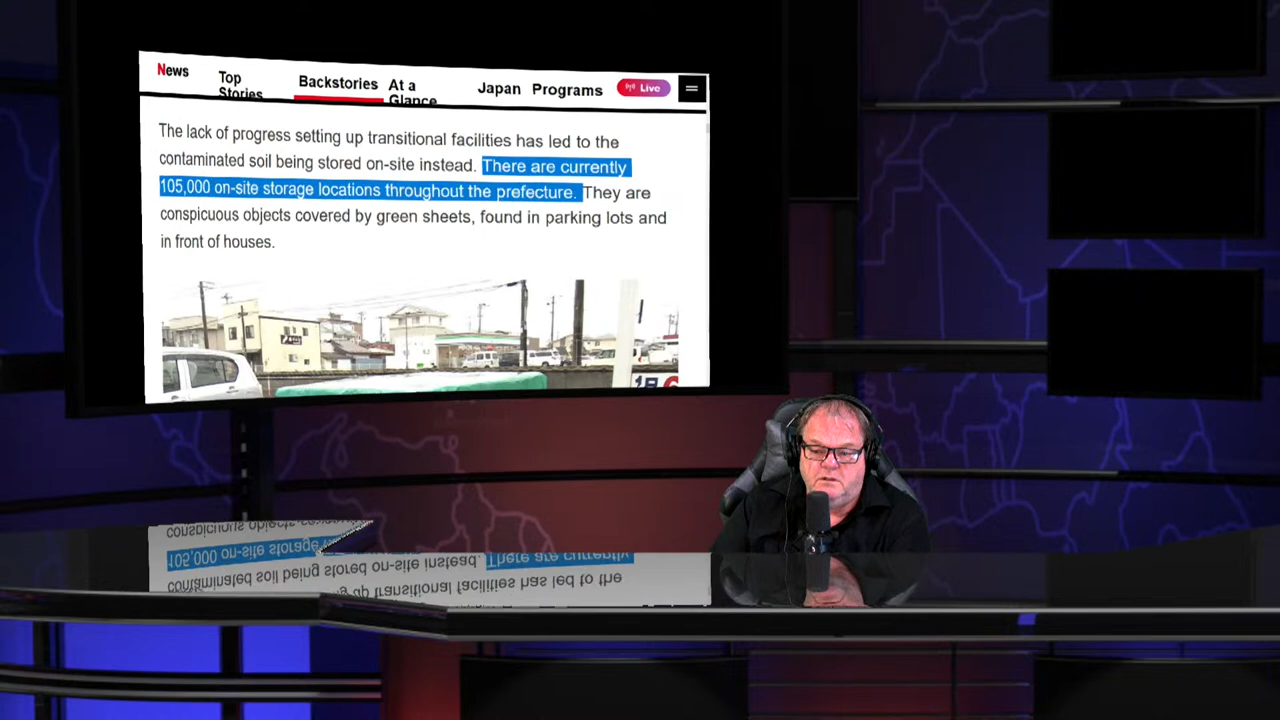 News Top Stories Backstories At a Glance Japan Programs Live
The lack of progress setting up transitional facilities has led to the
contaminated soil being stored on-site instead. There are currently
105,000 on-site storage locations throughout the prefecture. They are
conspicuous objects covered by green sheets, found in parking lots and
in front of houses.